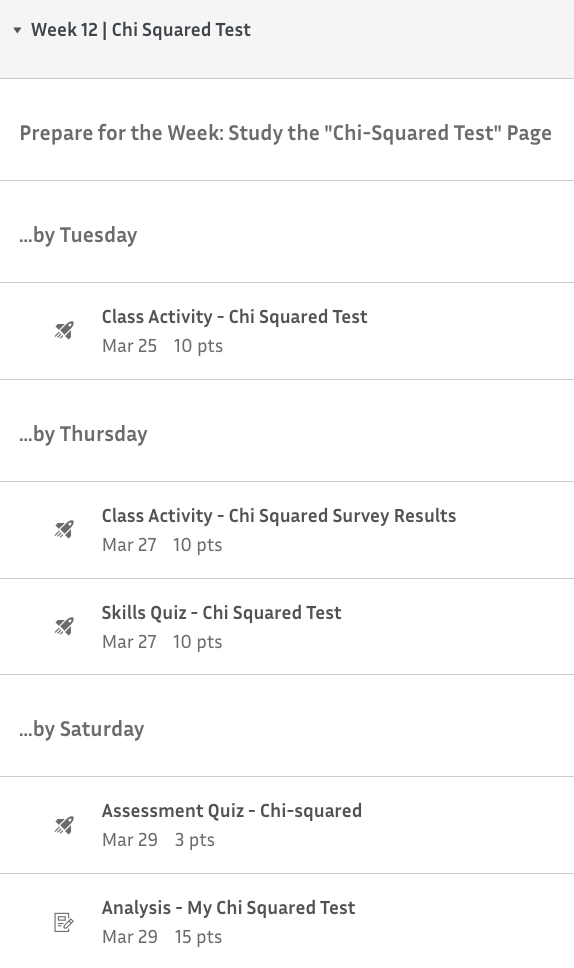 Week 12 | Chi Squared Test
Prepare for the Week: Study the "Chi-Squared Test" Page
...by Tuesday
Class Activity - Chi Squared Test
Mar 25 10 pts
...by Thursday
Class Activity - Chi Squared Survey Results
Mar 27 10 pts
Skills Quiz - Chi Squared Test
Mar 27 10 pts
...by Saturday
Assessment Quiz - Chi-squared
Mar 29 3 pts
Analysis - My Chi Squared Test
Mar 29 15 pts